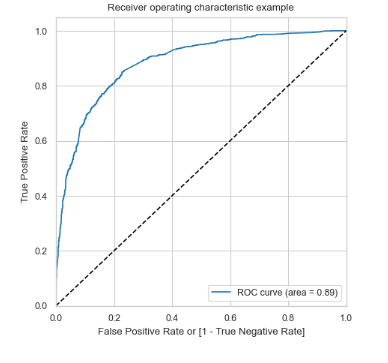 Receiver operating characteristic example
True Positive Rate
1.0
0.8
0.6
0.4
0.2
0.0
ROC curve (area = 0.89)
0.0 0.2 0.4 0.6 0.8 1.0
False Positive Rate or [1 - True Negative Rate]